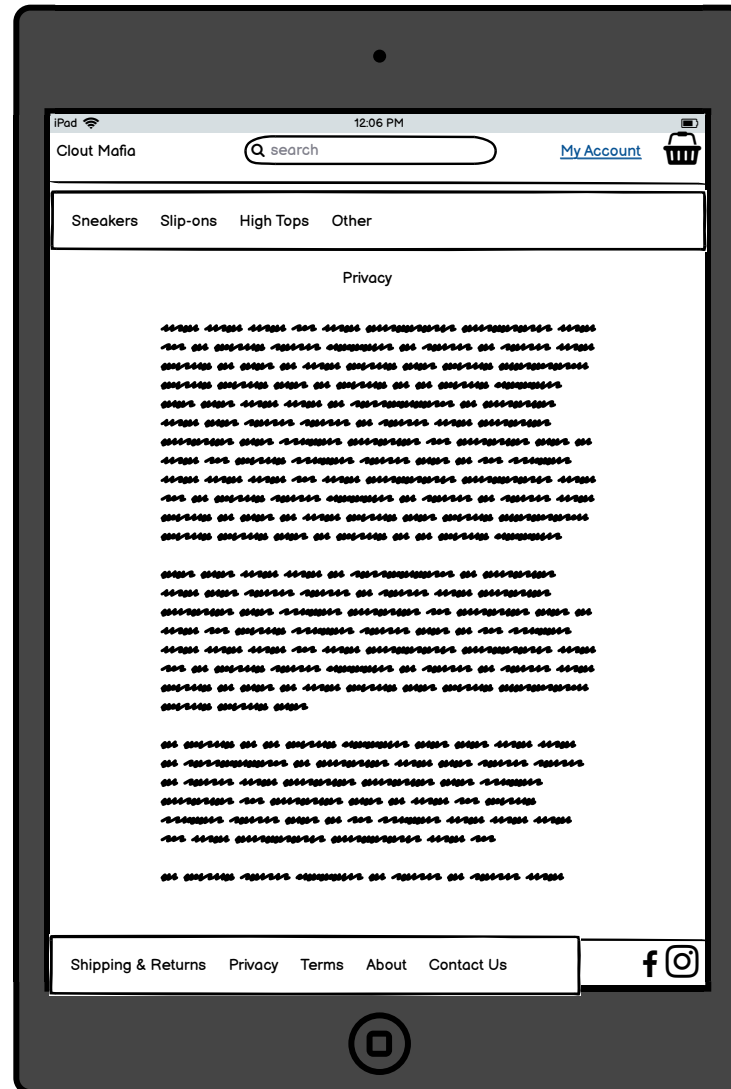 iPad 12:06 PM
Clout Mafia search My Account
Sneakers Slip-ons High Tops Other
Privacy
Shipping & Returns Privacy Terms About Contact Us